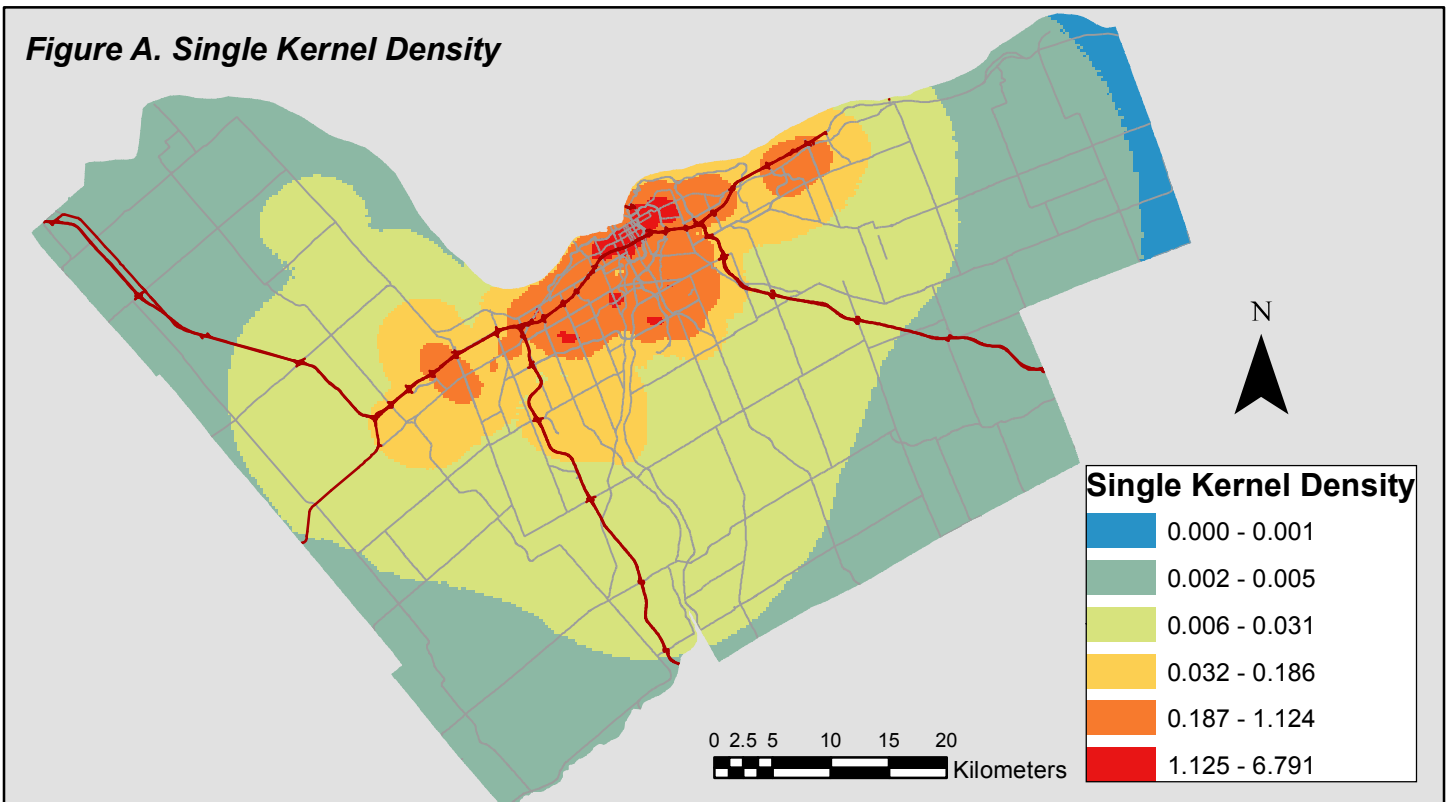 Figure A. Single Kernel Density
N
Single Kernel Density
0.000 - 0.001
0.002 - 0.005
0.006 - 0.031
0.032 - 0.186
0.187 - 1.124
1.125 - 6.791
0 2.5 5 10 15 20
Kilometers